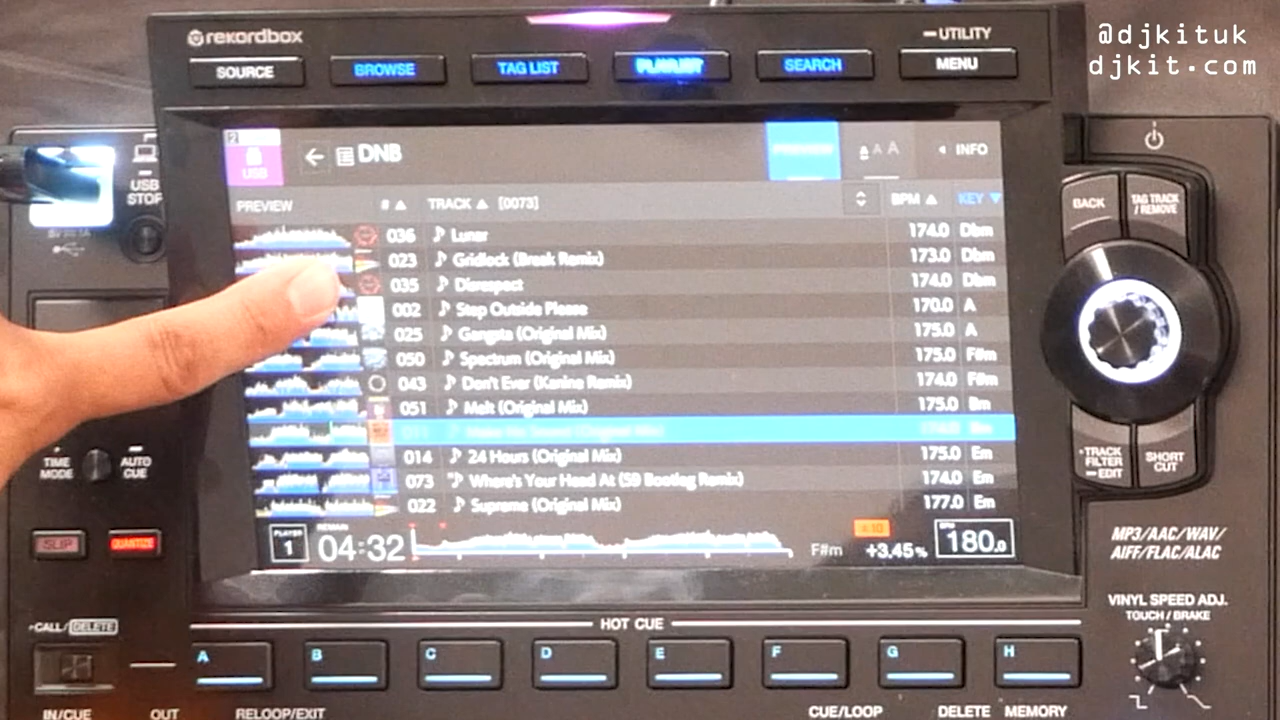 rekordbox
UTILITY
@djkituk
djkit.com
SOURCE
BROWSE
TAG LIST
PLAYLIST
SEARCH
MENU
2
USB
DNB
A A A
INFO
USB
STOP
BACK
TAG TRACK
/ REMOVE
PREVIEW # TRACK [0073] BPM KEY
036 Lunar 174.0 Dbm
023 Gridlock (Break Remix) 173.0 Dbm
035 Disrespect 174.0 Dbm
002 Step Outside Please 170.0 A
025 Gangsta (Original Mix) 175.0 A
050 Spectrum (Original Mix) 175.0 F#m
043 Don't Ever (Kanine Remix) 174.0 F#m
051 Melt (Original Mix) 175.0 Bm
014 24 Hours (Original Mix) 175.0 Em
073 Where's Your Head At (S9 Bootleg Remix) 174.0 Em
022 Supreme (Original Mix) 177.0 Em
TIME
MODE
AUTO
CUE
TRACK
FILTER
EDIT
SHORT
CUT
SLIP
QUANTIZE
PLAYER
1
REMAIN
04:32
F#m
±10
+3.45%
BPM
180.0
MP3/AAC/WAV/
AIFF/FLAC/ALAC
VINYL SPEED ADJ.
TOUCH / BRAKE
CALL/DELETE
HOT CUE
A
B
C
D
E
F
G
H
IN/CUE
OUT
RELOOP/EXIT
CUE/LOOP
DELETE
MEMORY